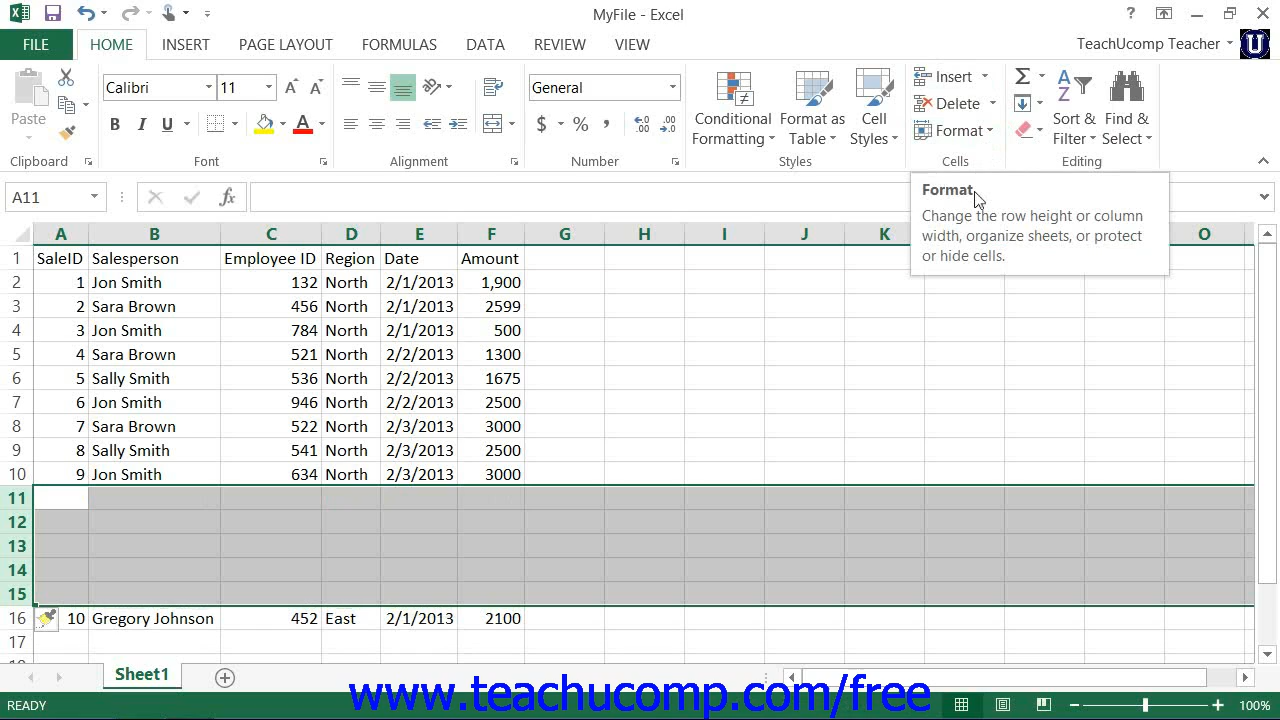 MyFile - Excel
?
FILE HOME INSERT PAGE LAYOUT FORMULAS DATA REVIEW VIEW TeachUcomp Teacher U
Paste Calibri 11 A A General Conditional Formatting Format as Table Cell Styles Insert Delete Format Σ A Z Sort & Filter Find & Select
B I U A $ % , .0 .00 .00 .0
Clipboard Font Alignment Number Styles Cells Editing
A11 fx
Format
Change the row height or column
width, organize sheets, or protect
or hide cells.
A B C D E F G H I J K O
1 SaleID Salesperson Employee ID Region Date Amount
2 1 Jon Smith 132 North 2/1/2013 1,900
3 2 Sara Brown 456 North 2/1/2013 2599
4 3 Jon Smith 784 North 2/1/2013 500
5 4 Sara Brown 521 North 2/2/2013 1300
6 5 Sally Smith 536 North 2/2/2013 1675
7 6 Jon Smith 946 North 2/2/2013 2500
8 7 Sara Brown 522 North 2/3/2013 3000
9 8 Sally Smith 541 North 2/3/2013 2500
10 9 Jon Smith 634 North 2/3/2013 3000
11
12
13
14
15
16 10 Gregory Johnson 452 East 2/1/2013 2100
17
Sheet1
www.teachucomp.com/free
READY 100%